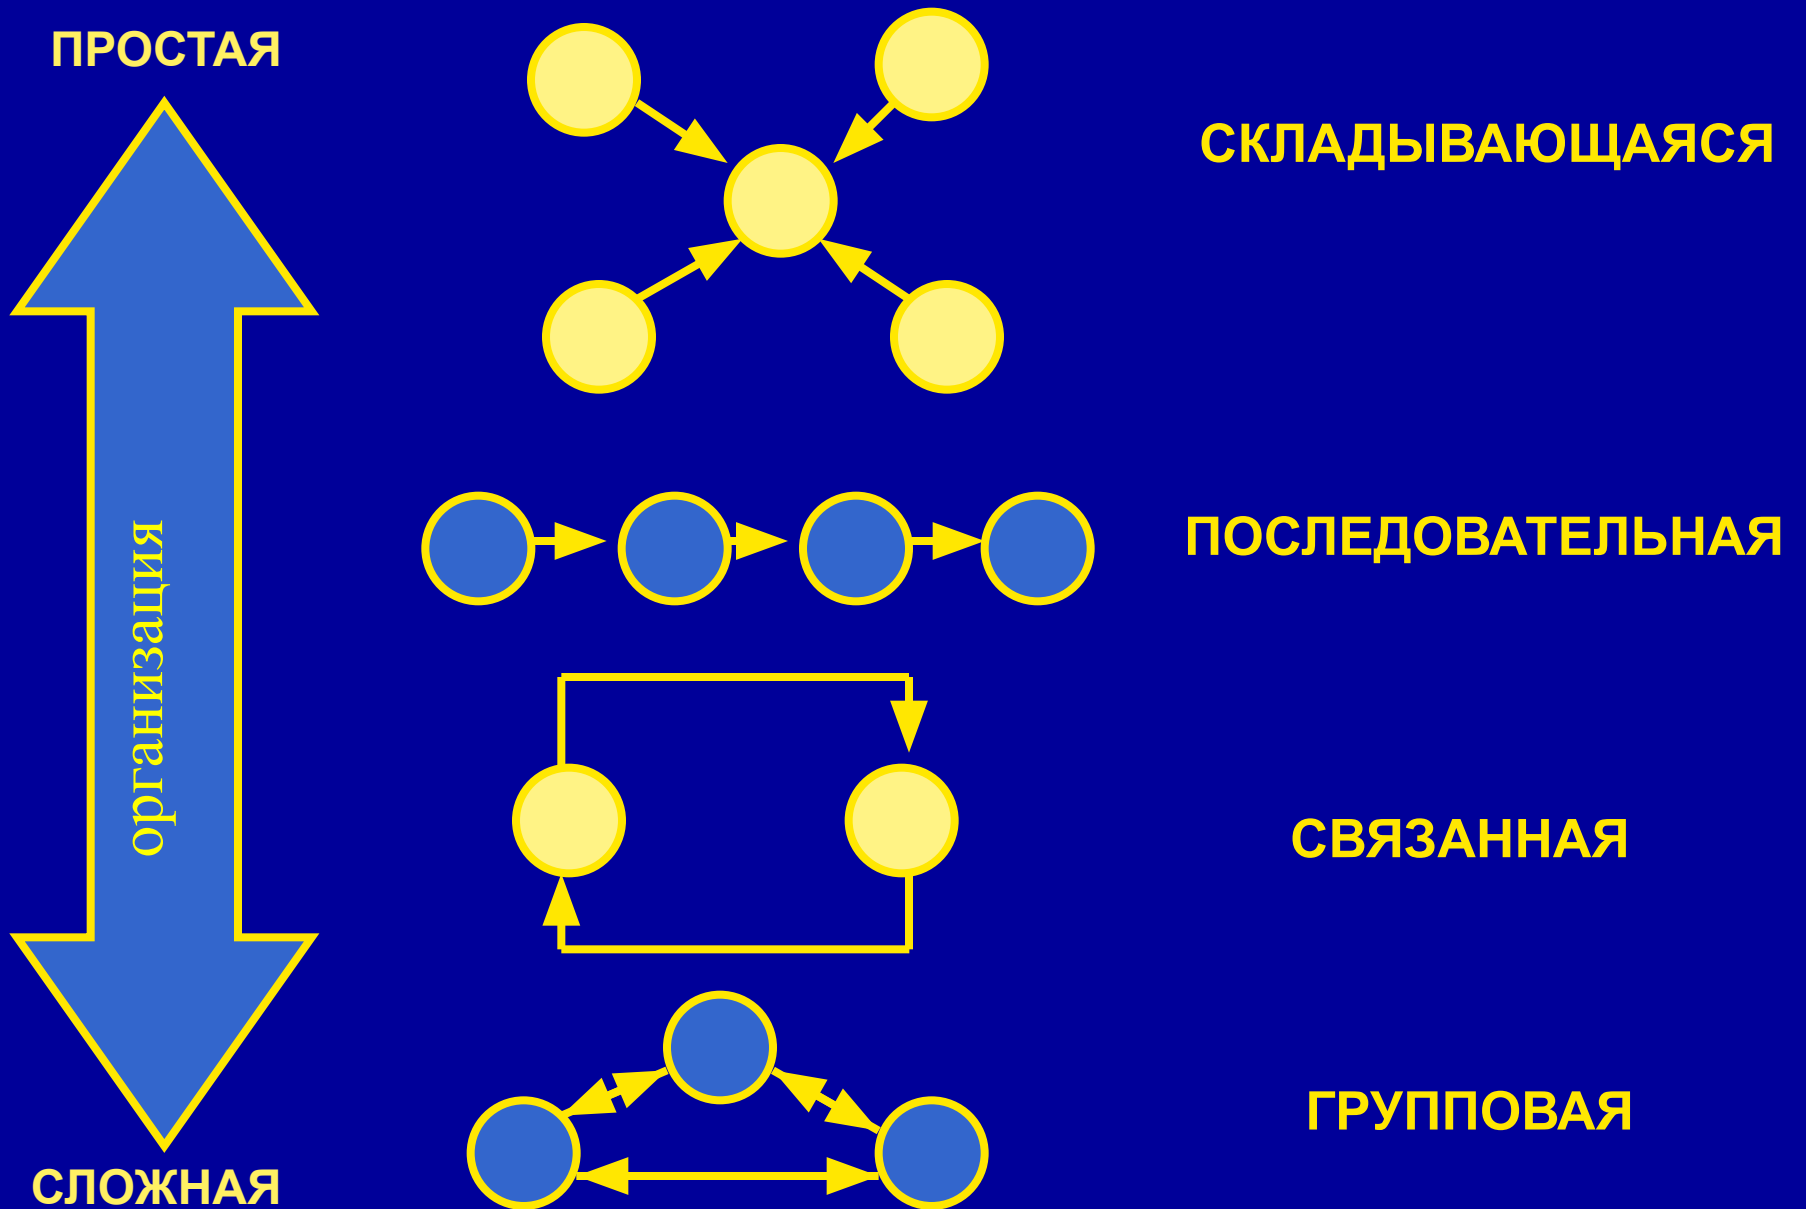 ПРОСТАЯ
СКЛАДЫВАЮЩАЯСЯ
организация
ПОСЛЕДОВАТЕЛЬНАЯ
СВЯЗАННАЯ
ГРУППОВАЯ
СЛОЖНАЯ